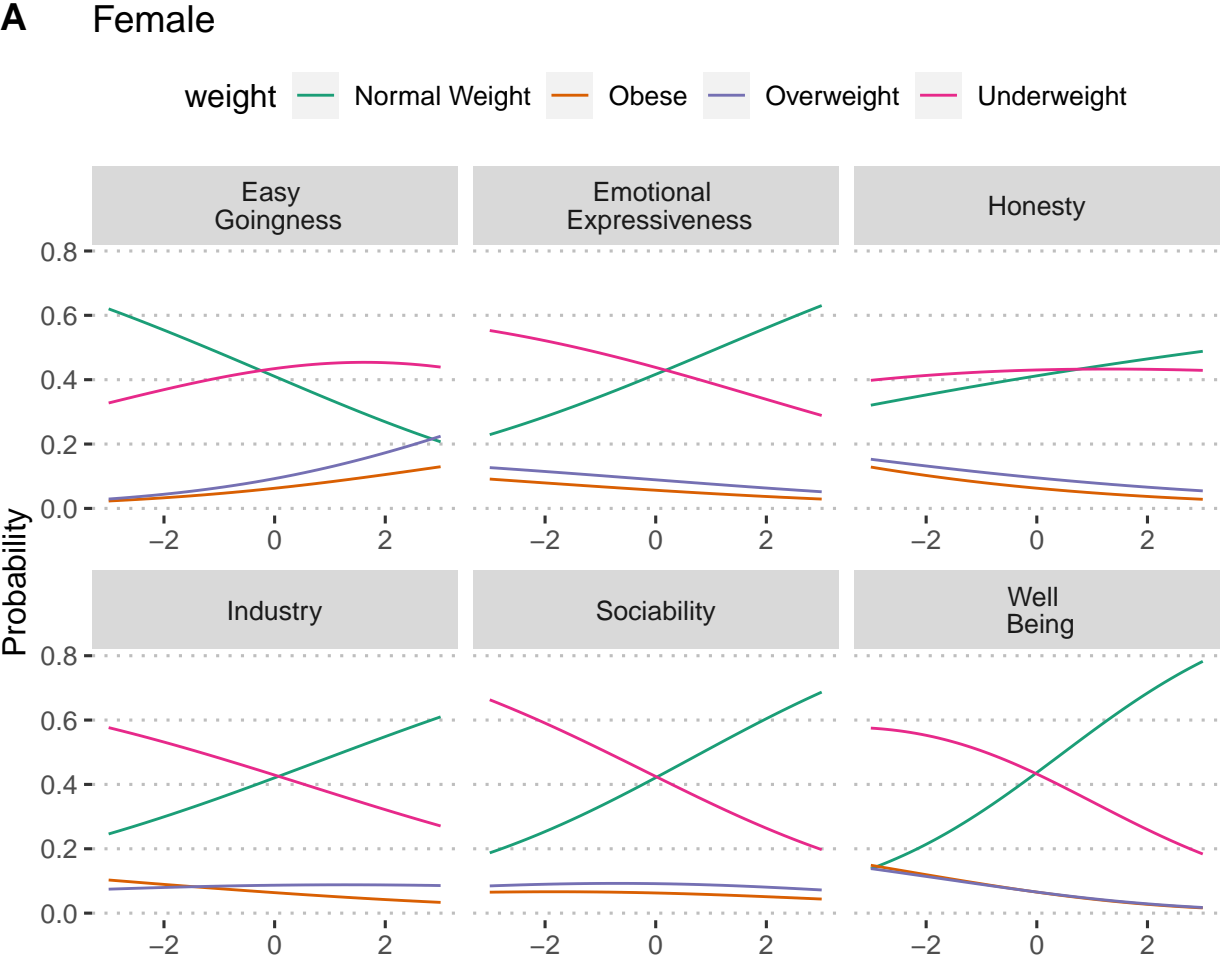 A Female
weight Normal Weight Obese Overweight Underweight
Easy
Goingness
Emotional
Expressiveness
Honesty
0.8
0.6
0.4
0.2
0.0
−2 0 2
−2 0 2
−2 0 2
Probability
Industry
Sociability
Well
Being
0.8
0.6
0.4
0.2
0.0
−2 0 2
−2 0 2
−2 0 2